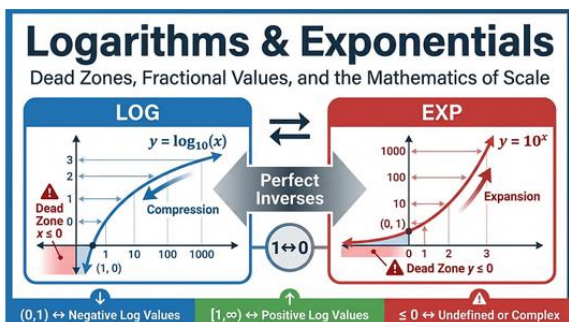 Logarithms & Exponentials
Dead Zones, Fractional Values, and the Mathematics of Scale
LOG
y = log₁₀(x)
3
2
2
1
0
Compression
Dead
Zone
x ≤ 0
1 10 100 1000
(1, 0)
Perfect
Inverses
1↔0
EXP
y = 10ˣ
1000
100
10
(0, 1)
Expansion
0 1 2 3
Dead Zone y ≤ 0
(0,1) ↔ Negative Log Values
[1,∞) ↔ Positive Log Values
≤ 0 ↔ Undefined or Complex